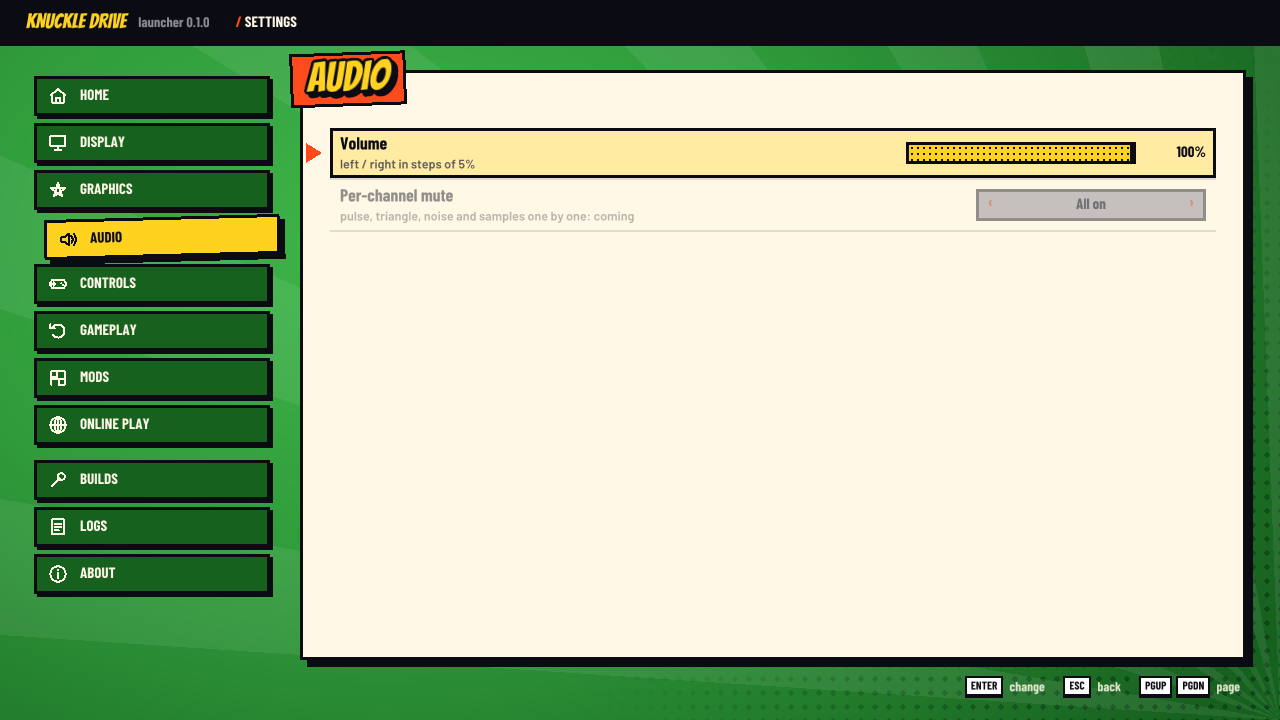 KNUCKLE DRIVE launcher 0.1.0 / SETTINGS
HOME
DISPLAY
GRAPHICS
AUDIO
CONTROLS
GAMEPLAY
MODS
ONLINE PLAY
BUILDS
LOGS
ABOUT
AUDIO
Volume
left / right in steps of 5%
100%
Per-channel mute
pulse, triangle, noise and samples one by one: coming
‹ All on ›
ENTER change ESC back PGUP PGDN page